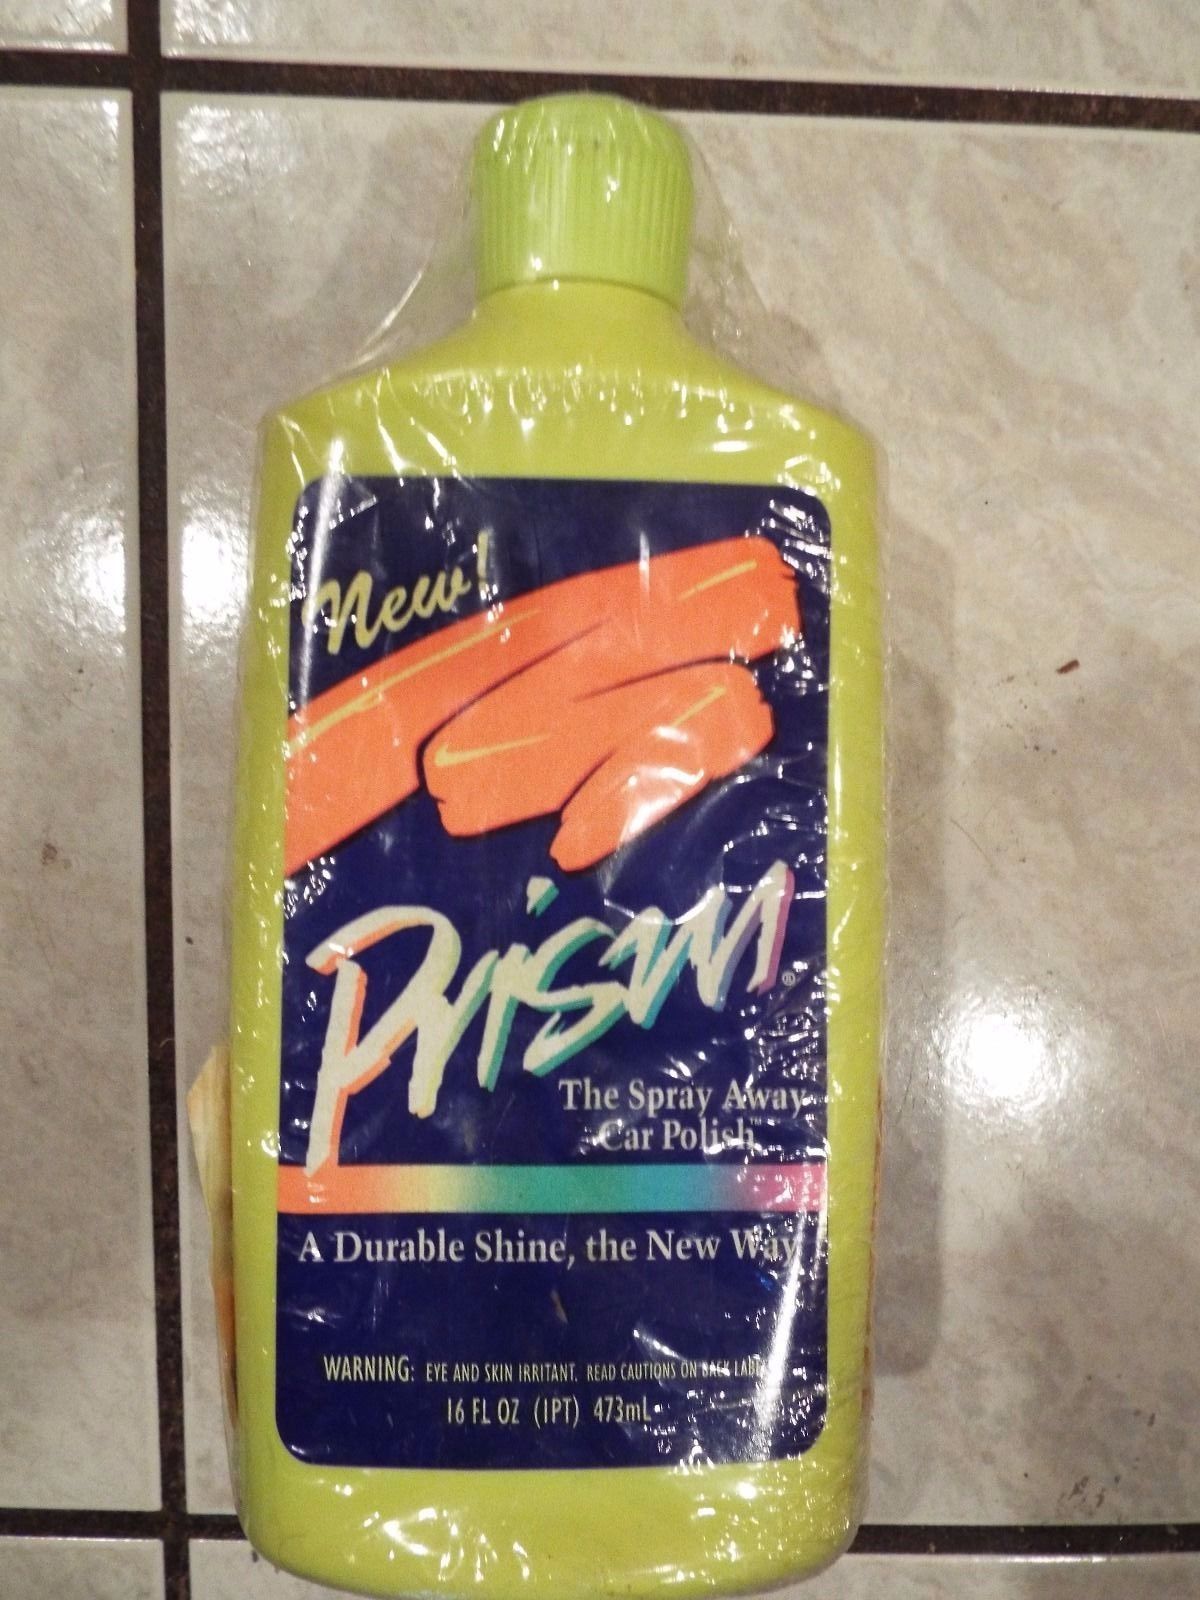 New!
Prism®
The Spray Away
Car Polish™
A Durable Shine, the New Way!
WARNING: EYE AND SKIN IRRITANT. READ CAUTIONS ON BACK LABEL
16 FL OZ (1PT) 473mL